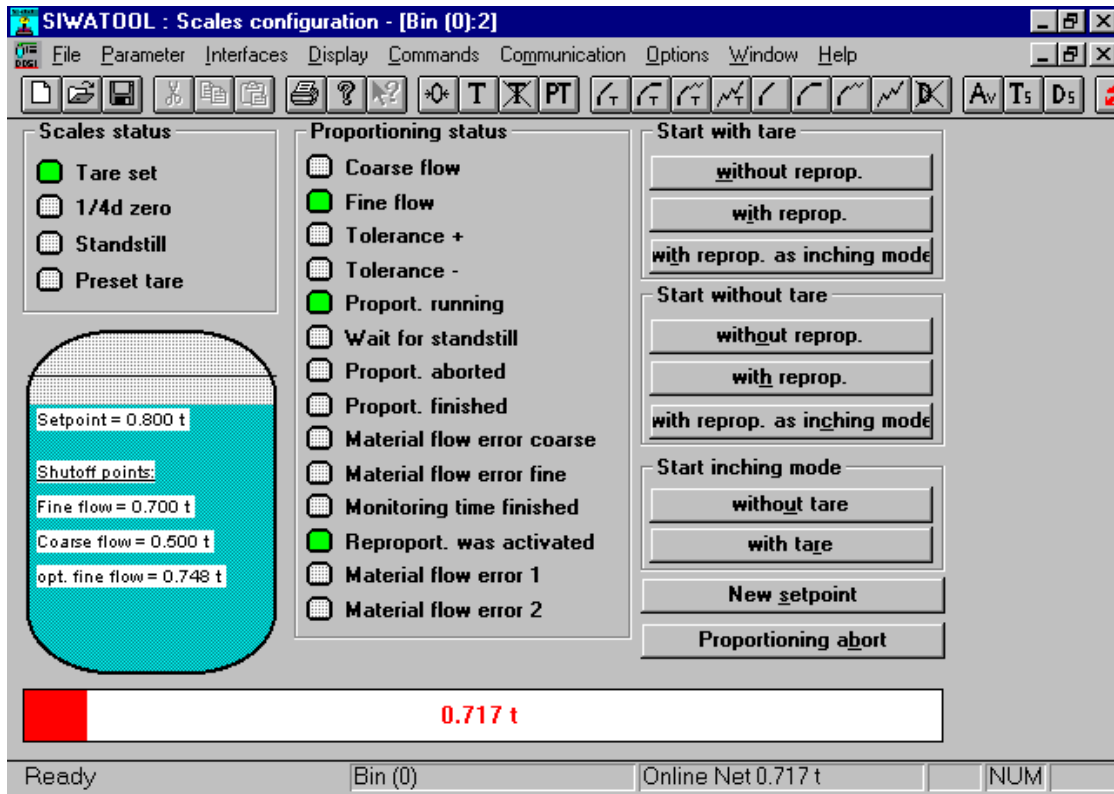 SIWATOOL : Scales configuration - [Bin (0):2]
File Parameter Interfaces Display Commands Communication Options Window Help
→0← T T PT T T T T D Av Ts Ds
Scales status
Tare set
1/4d zero
Standstill
Preset tare
Setpoint = 0.800 t
Shutoff points:
Fine flow = 0.700 t
Coarse flow = 0.500 t
opt. fine flow = 0.748 t
Proportioning status
Coarse flow
Fine flow
Tolerance +
Tolerance -
Proport. running
Wait for standstill
Proport. aborted
Proport. finished
Material flow error coarse
Material flow error fine
Monitoring time finished
Reproport. was activated
Material flow error 1
Material flow error 2
Start with tare
without reprop.
with reprop.
with reprop. as inching mode
Start without tare
without reprop.
with reprop.
with reprop. as inching mode
Start inching mode
without tare
with tare
New setpoint
Proportioning abort
0.717 t
Ready Bin (0) Online Net 0.717 t NUM